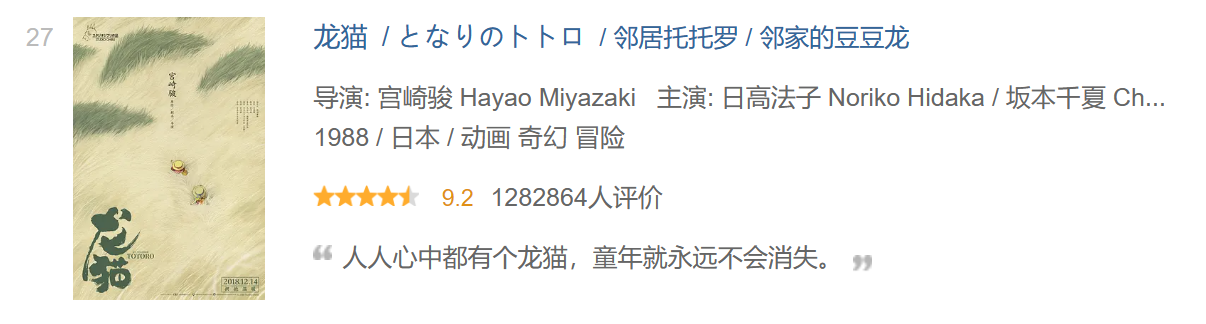 27
龙猫 / となりのトトロ / 邻居托托罗 / 邻家的豆豆龙
导演: 宫崎骏 Hayao Miyazaki 主演: 日高法子 Noriko Hidaka / 坂本千夏 Ch...
1988 / 日本 / 动画 奇幻 冒险
9.2 1282864人评价
“ 人人心中都有个龙猫，童年就永远不会消失。 ”
宫崎骏
龙猫
TOTORO
2018.12.14